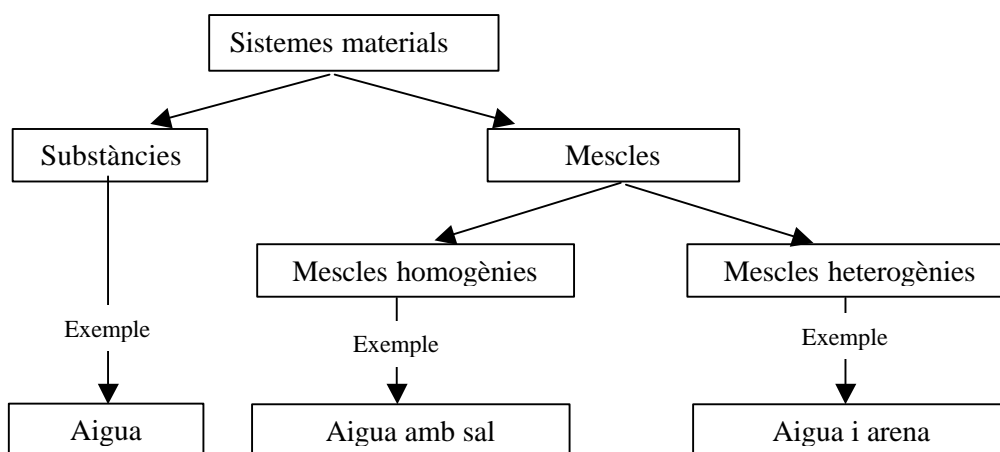 Sistemes materials
Substàncies
Mescles
Mescles homogènies
Mescles heterogènies
Exemple
Exemple
Exemple
Aigua
Aigua amb sal
Aigua i arena